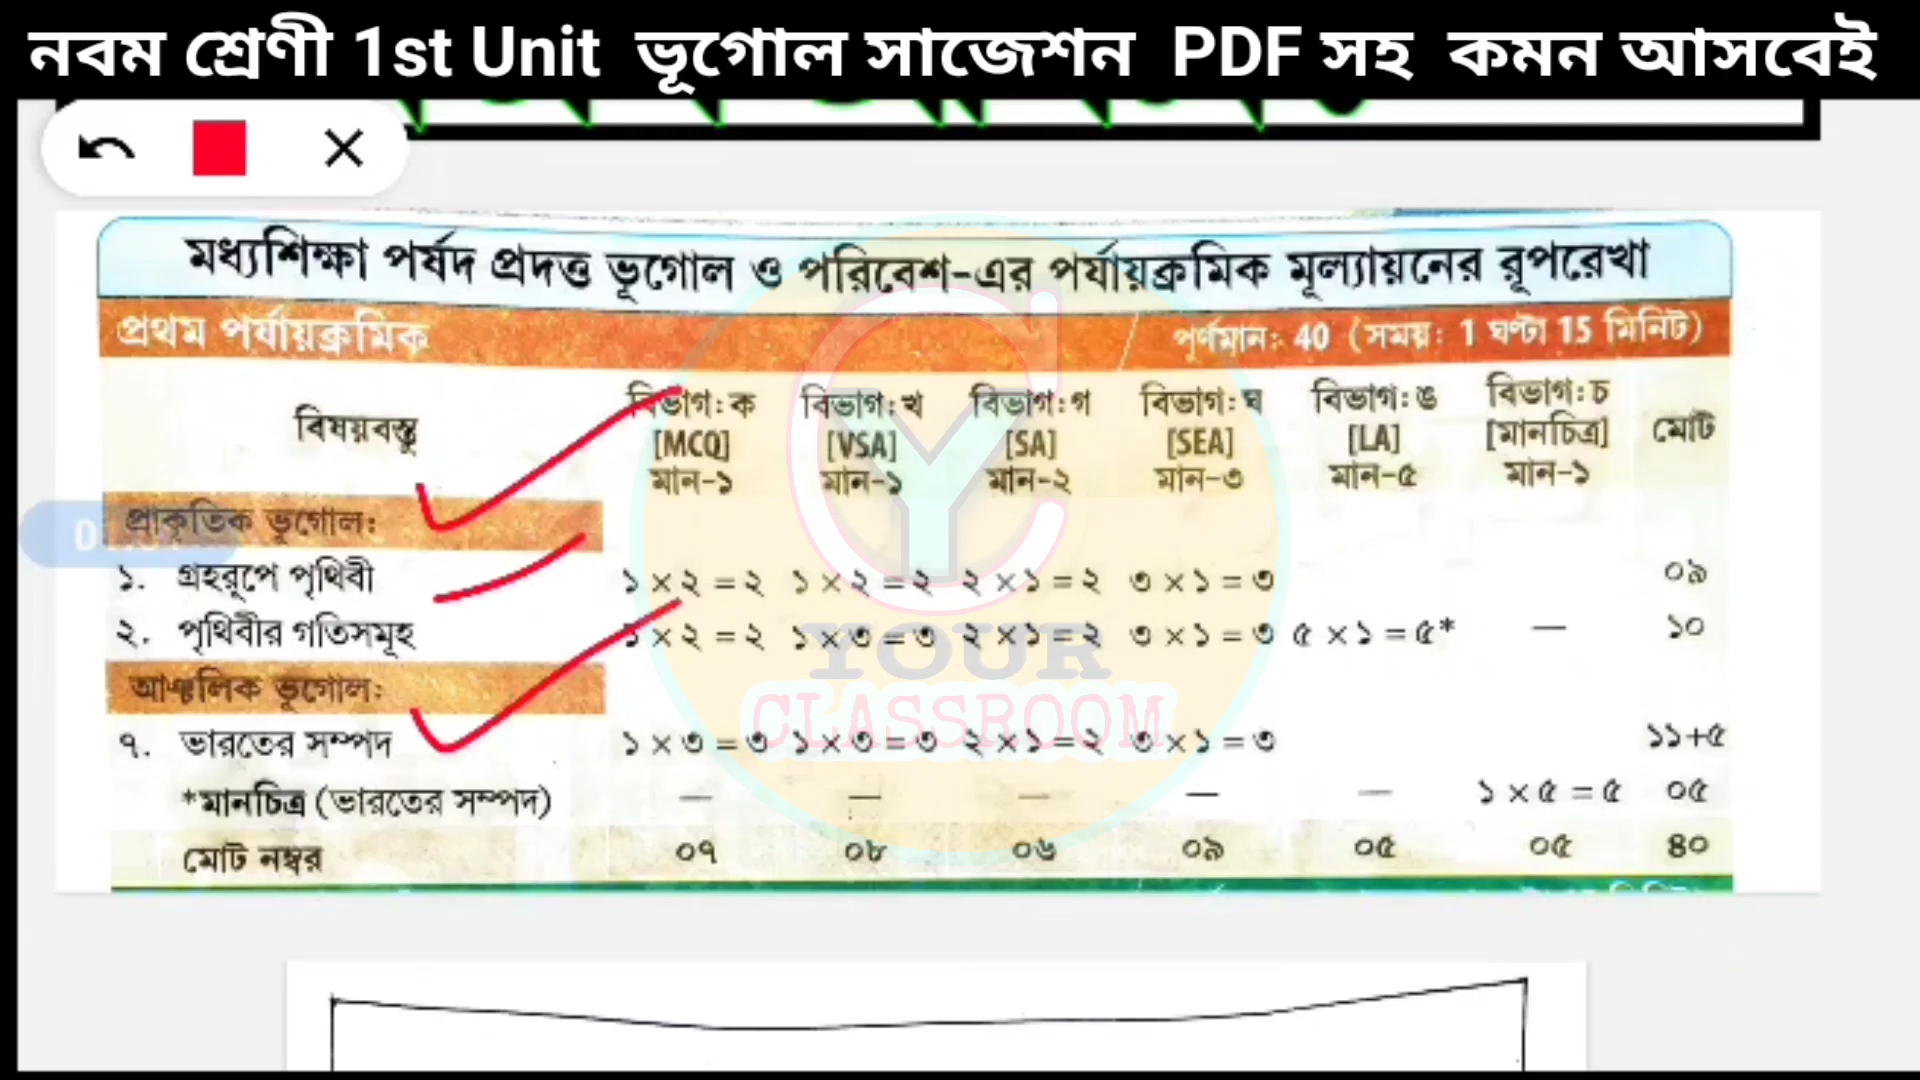 নবম শ্রেণী 1st Unit ভূগোল সাজেশন PDF সহ কমন আসবেই
মধ্যশিক্ষা পর্ষদ প্রদত্ত ভূগোল ও পরিবেশ-এর পর্যায়ক্রমিক মূল্যায়নের রূপরেখা
প্রথম পর্যায়ক্রমিক পূর্ণমান: 40 (সময়: 1 ঘণ্টা 15 মিনিট)
বিষয়বস্তু
বিভাগ: ক [MCQ] মান-১
বিভাগ: খ [VSA] মান-১
বিভাগ: গ [SA] মান-২
বিভাগ: ঘ [SEA] মান-৩
বিভাগ: ঙ [LA] মান-৫
বিভাগ: চ [মানচিত্র] মান-১
মোট
প্রাকৃতিক ভূগোল:
১. গ্রহরূপে পৃথিবী ১ × ২ = ২ ১ × ২ = ২ ২ × ১ = ২ ৩ × ১ = ৩ ০৯
২. পৃথিবীর গতিসমূহ ১ × ২ = ২ ১ × ৩ = ৩ ২ × ১ = ২ ৩ × ১ = ৩ ৫ × ১ = ৫* — ১০
আঞ্চলিক ভূগোল:
৭. ভারতের সম্পদ ১ × ৩ = ৩ ১ × ৩ = ৩ ২ × ১ = ২ ৩ × ১ = ৩ ১১+৫
*মানচিত্র (ভারতের সম্পদ) — — — — — ১ × ৫ = ৫ ০৫
মোট নম্বর ০৭ ০৮ ০৬ ০৯ ০৫ ০৫ ৪০
YOUR
CLASSROOM